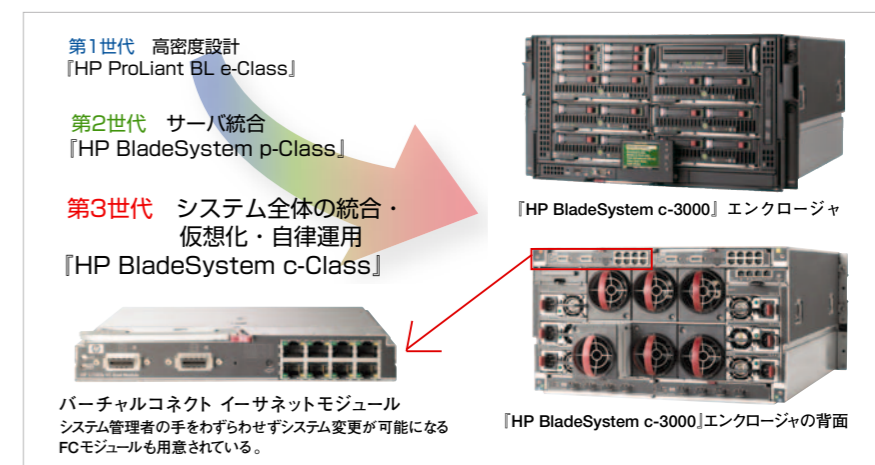 第1世代 高密度設計
『HP ProLiant BL e-Class』
第2世代 サーバ統合
『HP BladeSystem p-Class』
第3世代 システム全体の統合・
仮想化・自律運用
『HP BladeSystem c-Class』
『HP BladeSystem c-3000』エンクロージャ
バーチャルコネクト イーサネットモジュール
システム管理者の手をわずらわせずシステム変更が可能になる
FCモジュールも用意されている。
『HP BladeSystem c-3000』エンクロージャの背面